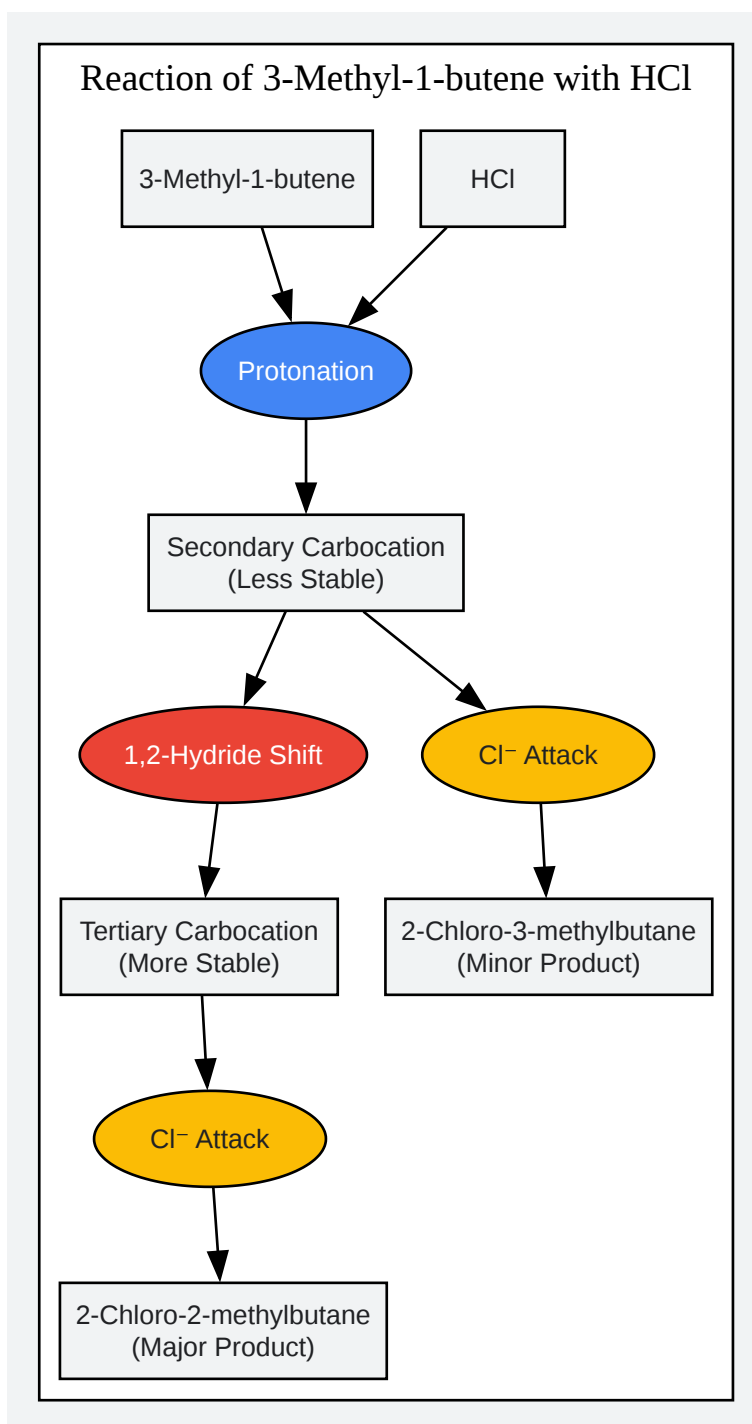 Reaction of 3-Methyl-1-butene with HCl
3-Methyl-1-butene
HCl
Protonation
Secondary Carbocation
(Less Stable)
1,2-Hydride Shift
Cl⁻ Attack
Tertiary Carbocation
(More Stable)
2-Chloro-3-methylbutane
(Minor Product)
Cl⁻ Attack
2-Chloro-2-methylbutane
(Major Product)